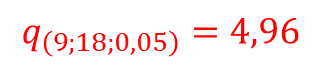 q(9;18;0,05) = 4,96